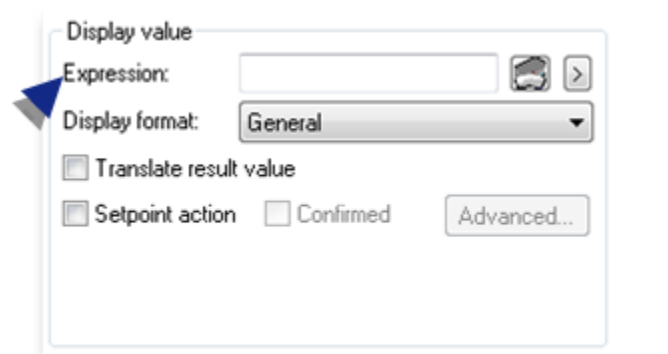 Display value
Expression: >
Display format: General
Translate result value
Setpoint action Confirmed Advanced...